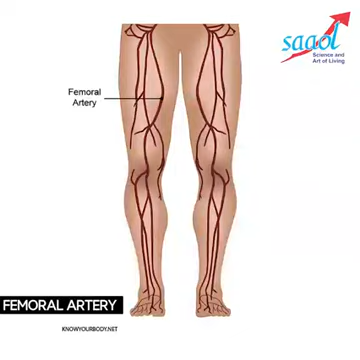 saaol
Science and
Art of Living
Femoral
Artery
FEMORAL ARTERY
KNOWYOURBODY.NET